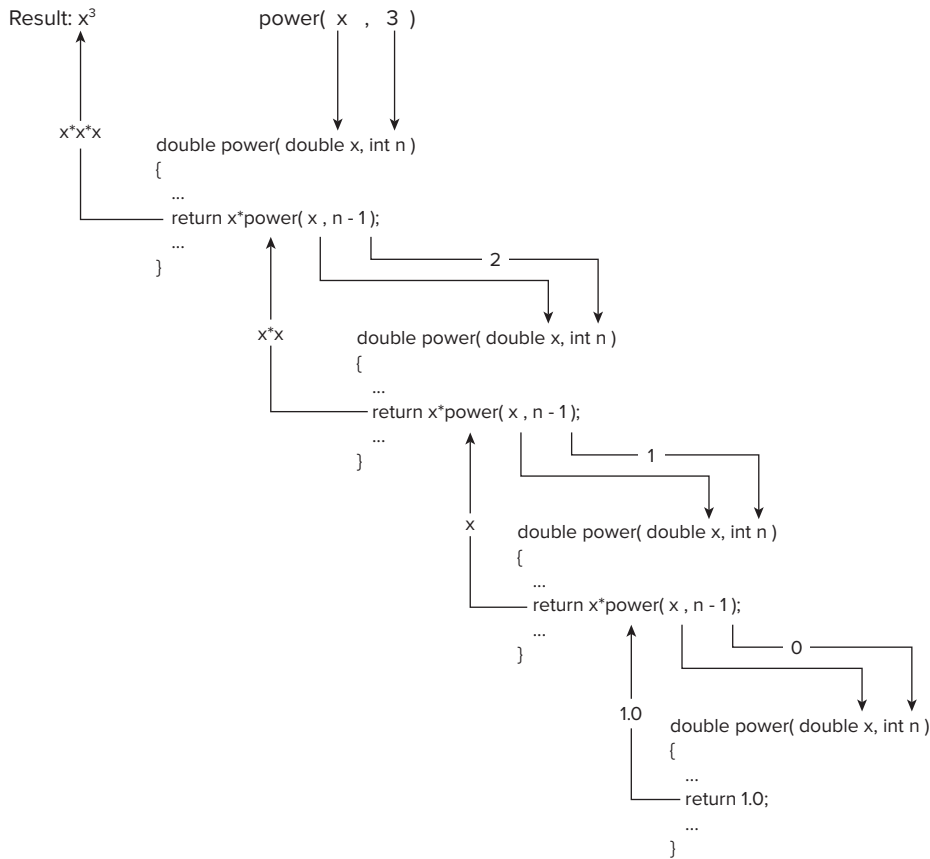 Result: x³
power( x , 3 )
x*x*x
double power( double x, int n )
{
...
return x*power( x , n - 1 );
...
}
2
x*x
double power( double x, int n )
{
...
return x*power( x , n - 1 );
...
}
1
x
double power( double x, int n )
{
...
return x*power( x , n - 1 );
...
}
0
1.0
double power( double x, int n )
{
...
return 1.0;
...
}